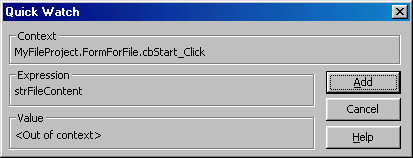 Quick Watch
Context
MyFileProject.FormForFile.cbStart_Click
Expression
strFileContent
Add
Cancel
Value
<Out of context>
Help